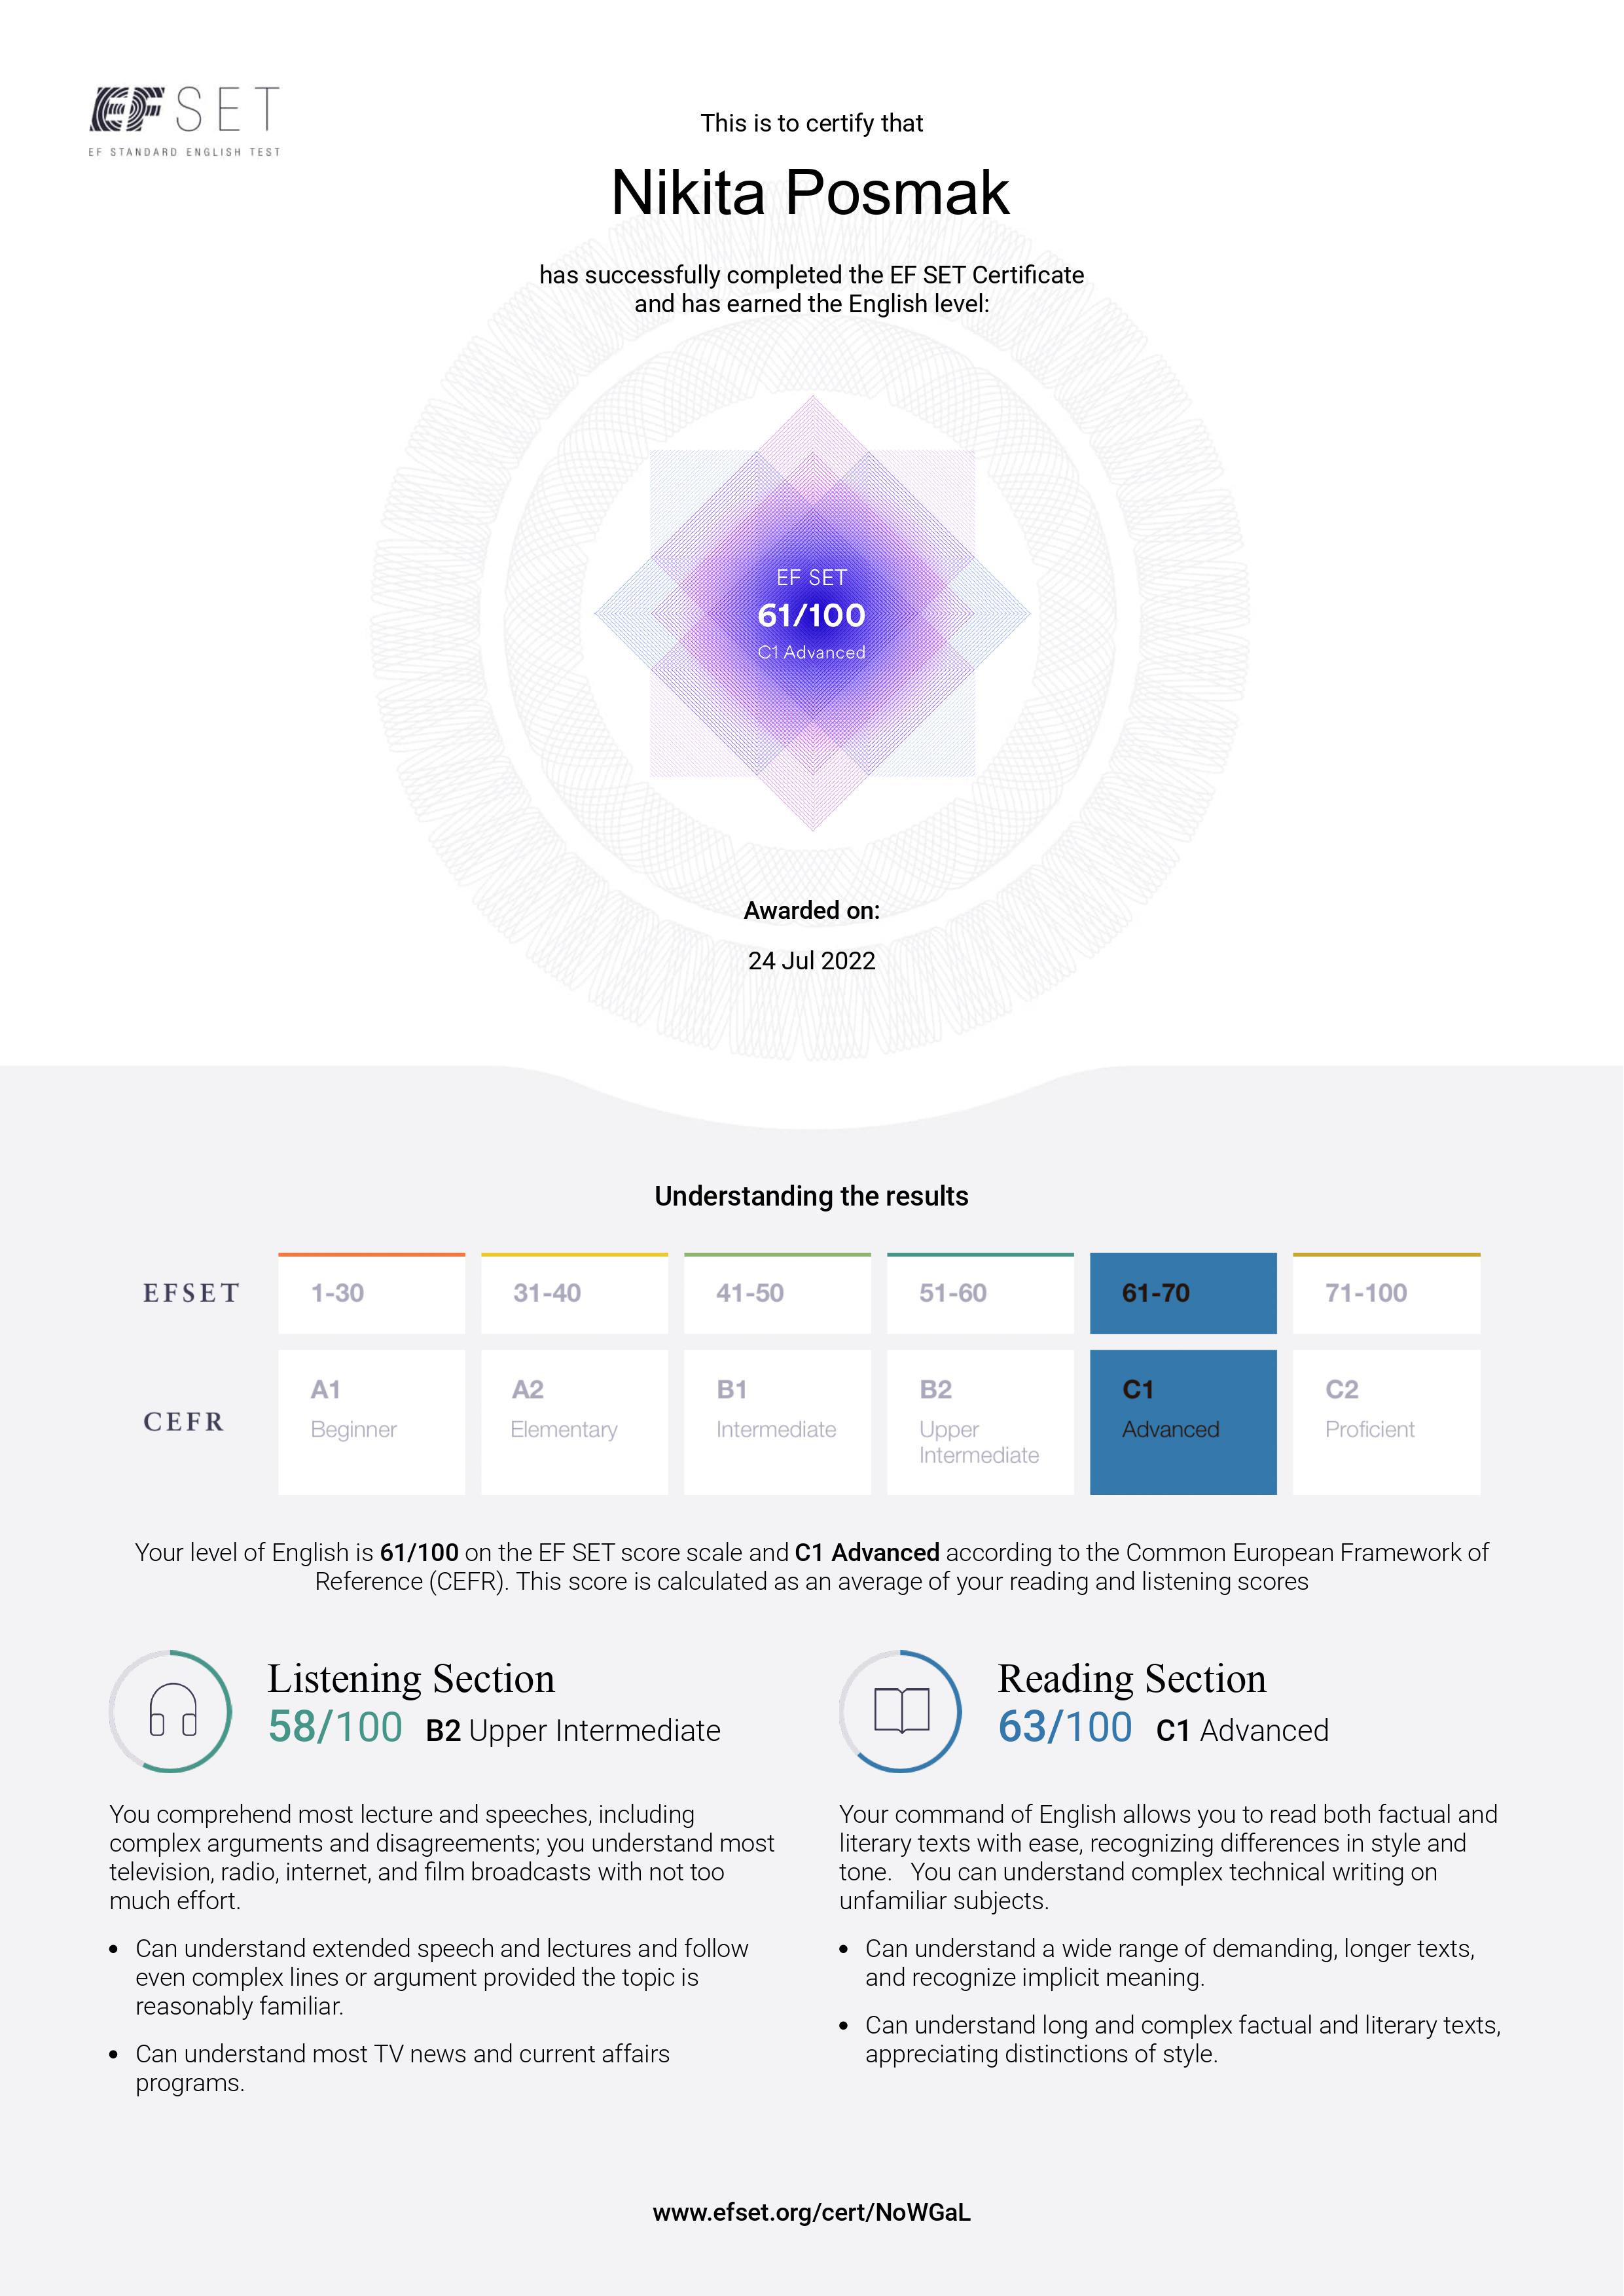 EF SET
EF STANDARD ENGLISH TEST
This is to certify that
Nikita Posmak
has successfully completed the EF SET Certificate
and has earned the English level:
EF SET
61/100
C1 Advanced
Awarded on:
24 Jul 2022
Understanding the results
EFSET 1-30 31-40 41-50 51-60 61-70 71-100
CEFR
A1 Beginner
A2 Elementary
B1 Intermediate
B2 Upper Intermediate
C1 Advanced
C2 Proficient
Your level of English is 61/100 on the EF SET score scale and C1 Advanced according to the Common European Framework of
Reference (CEFR). This score is calculated as an average of your reading and listening scores
Listening Section
58/100 B2 Upper Intermediate
You comprehend most lecture and speeches, including
complex arguments and disagreements; you understand most
television, radio, internet, and film broadcasts with not too
much effort.
• Can understand extended speech and lectures and follow
even complex lines or argument provided the topic is
reasonably familiar.
• Can understand most TV news and current affairs
programs.
Reading Section
63/100 C1 Advanced
Your command of English allows you to read both factual and
literary texts with ease, recognizing differences in style and
tone. You can understand complex technical writing on
unfamiliar subjects.
• Can understand a wide range of demanding, longer texts,
and recognize implicit meaning.
• Can understand long and complex factual and literary texts,
appreciating distinctions of style.
www.efset.org/cert/NoWGaL